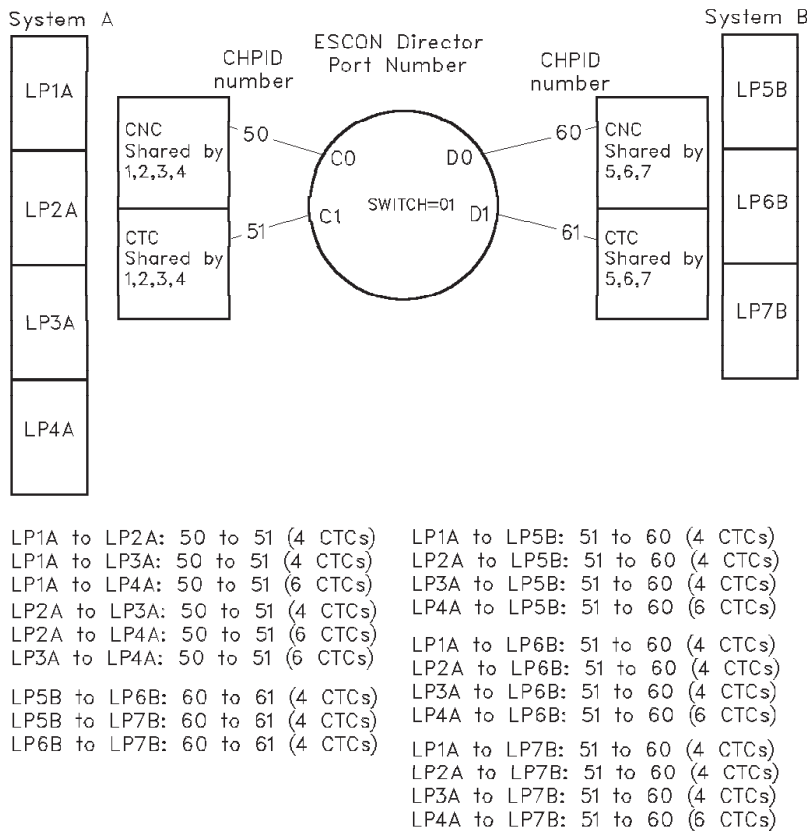 System A
System B
ESCON Director
Port Number
CHPID
number
CHPID
number
LP1A
LP2A
LP3A
LP4A
CNC
Shared by
1,2,3,4
CTC
Shared by
1,2,3,4
50
51
C0
C1
SWITCH=01
D0
D1
60
61
CNC
Shared by
5,6,7
CTC
Shared by
5,6,7
LP5B
LP6B
LP7B
LP1A to LP2A: 50 to 51 (4 CTCs)
LP1A to LP3A: 50 to 51 (4 CTCs)
LP1A to LP4A: 50 to 51 (6 CTCs)
LP2A to LP3A: 50 to 51 (4 CTCs)
LP2A to LP4A: 50 to 51 (6 CTCs)
LP3A to LP4A: 50 to 51 (6 CTCs)
LP5B to LP6B: 60 to 61 (4 CTCs)
LP5B to LP7B: 60 to 61 (4 CTCs)
LP6B to LP7B: 60 to 61 (4 CTCs)
LP1A to LP5B: 51 to 60 (4 CTCs)
LP2A to LP5B: 51 to 60 (4 CTCs)
LP3A to LP5B: 51 to 60 (4 CTCs)
LP4A to LP5B: 51 to 60 (6 CTCs)
LP1A to LP6B: 51 to 60 (4 CTCs)
LP2A to LP6B: 51 to 60 (4 CTCs)
LP3A to LP6B: 51 to 60 (4 CTCs)
LP4A to LP6B: 51 to 60 (6 CTCs)
LP1A to LP7B: 51 to 60 (4 CTCs)
LP2A to LP7B: 51 to 60 (4 CTCs)
LP3A to LP7B: 51 to 60 (4 CTCs)
LP4A to LP7B: 51 to 60 (6 CTCs)